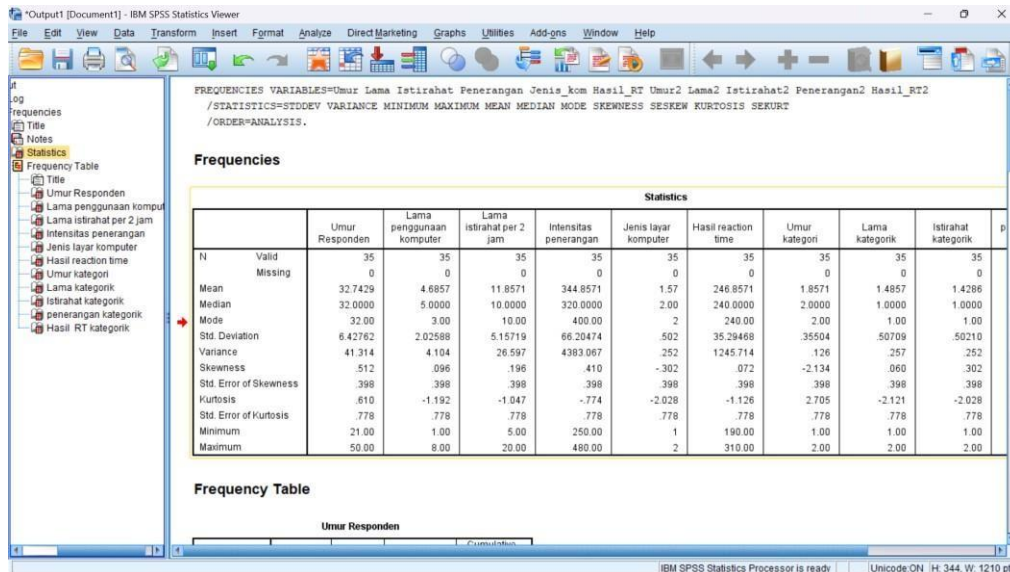 *Output1 [Document1] - IBM SPSS Statistics Viewer
File Edit View Data Transform Insert Format Analyze Direct Marketing Graphs Utilities Add-ons Window Help
ut
.og
requencies
Title
Notes
Statistics
Frequency Table
Title
Umur Responden
Lama penggunaan komput
Lama istirahat per 2 jam
Intensitas penerangan
Jenis layar komputer
Hasil reaction time
Umur kategori
Lama kategorik
Istirahat kategorik
penerangan kategorik
Hasil RT kategorik
FREQUENCIES VARIABLES=Umur Lama Istirahat Penerangan Jenis_kom Hasil_RT Umur2 Lama2 Istirahat2 Penerangan2 Hasil_RT2
/STATISTICS=STDDEV VARIANCE MINIMUM MAXIMUM MEAN MEDIAN MODE SKEWNESS SESKEW KURTOSIS SEKURT
/ORDER=ANALYSIS.
Frequencies
Statistics
Umur Responden Lama penggunaan komputer Lama istirahat per 2 jam Intensitas penerangan Jenis layar komputer Hasil reaction time Umur kategori Lama kategorik Istirahat kategorik p
N Valid 35 35 35 35 35 35 35 35 35
Missing 0 0 0 0 0 0 0 0 0
Mean 32.7429 4.6857 11.8571 344.8571 1.57 246.8571 1.8571 1.4857 1.4286
Median 32.0000 5.0000 10.0000 320.0000 2.00 240.0000 2.0000 1.0000 1.0000
Mode 32.00 3.00 10.00 400.00 2 240.00 2.00 1.00 1.00
Std. Deviation 6.42762 2.02588 5.15719 66.20474 .502 35.29468 .35504 .50709 .50210
Variance 41.314 4.104 26.597 4383.067 .252 1245.714 .126 .257 .252
Skewness .512 .096 .196 .410 -.302 .072 -2.134 .060 .302
Std. Error of Skewness .398 .398 .398 .398 .398 .398 .398 .398 .398
Kurtosis .610 -1.192 -1.047 -.774 -2.028 -1.126 2.705 -2.121 -2.028
Std. Error of Kurtosis .778 .778 .778 .778 .778 .778 .778 .778 .778
Minimum 21.00 1.00 5.00 250.00 1 190.00 1.00 1.00 1.00
Maximum 50.00 8.00 20.00 480.00 2 310.00 2.00 2.00 2.00
Frequency Table
Umur Responden
Cumulative
IBM SPSS Statistics Processor is ready Unicode:ON H: 344, W: 1210 pt